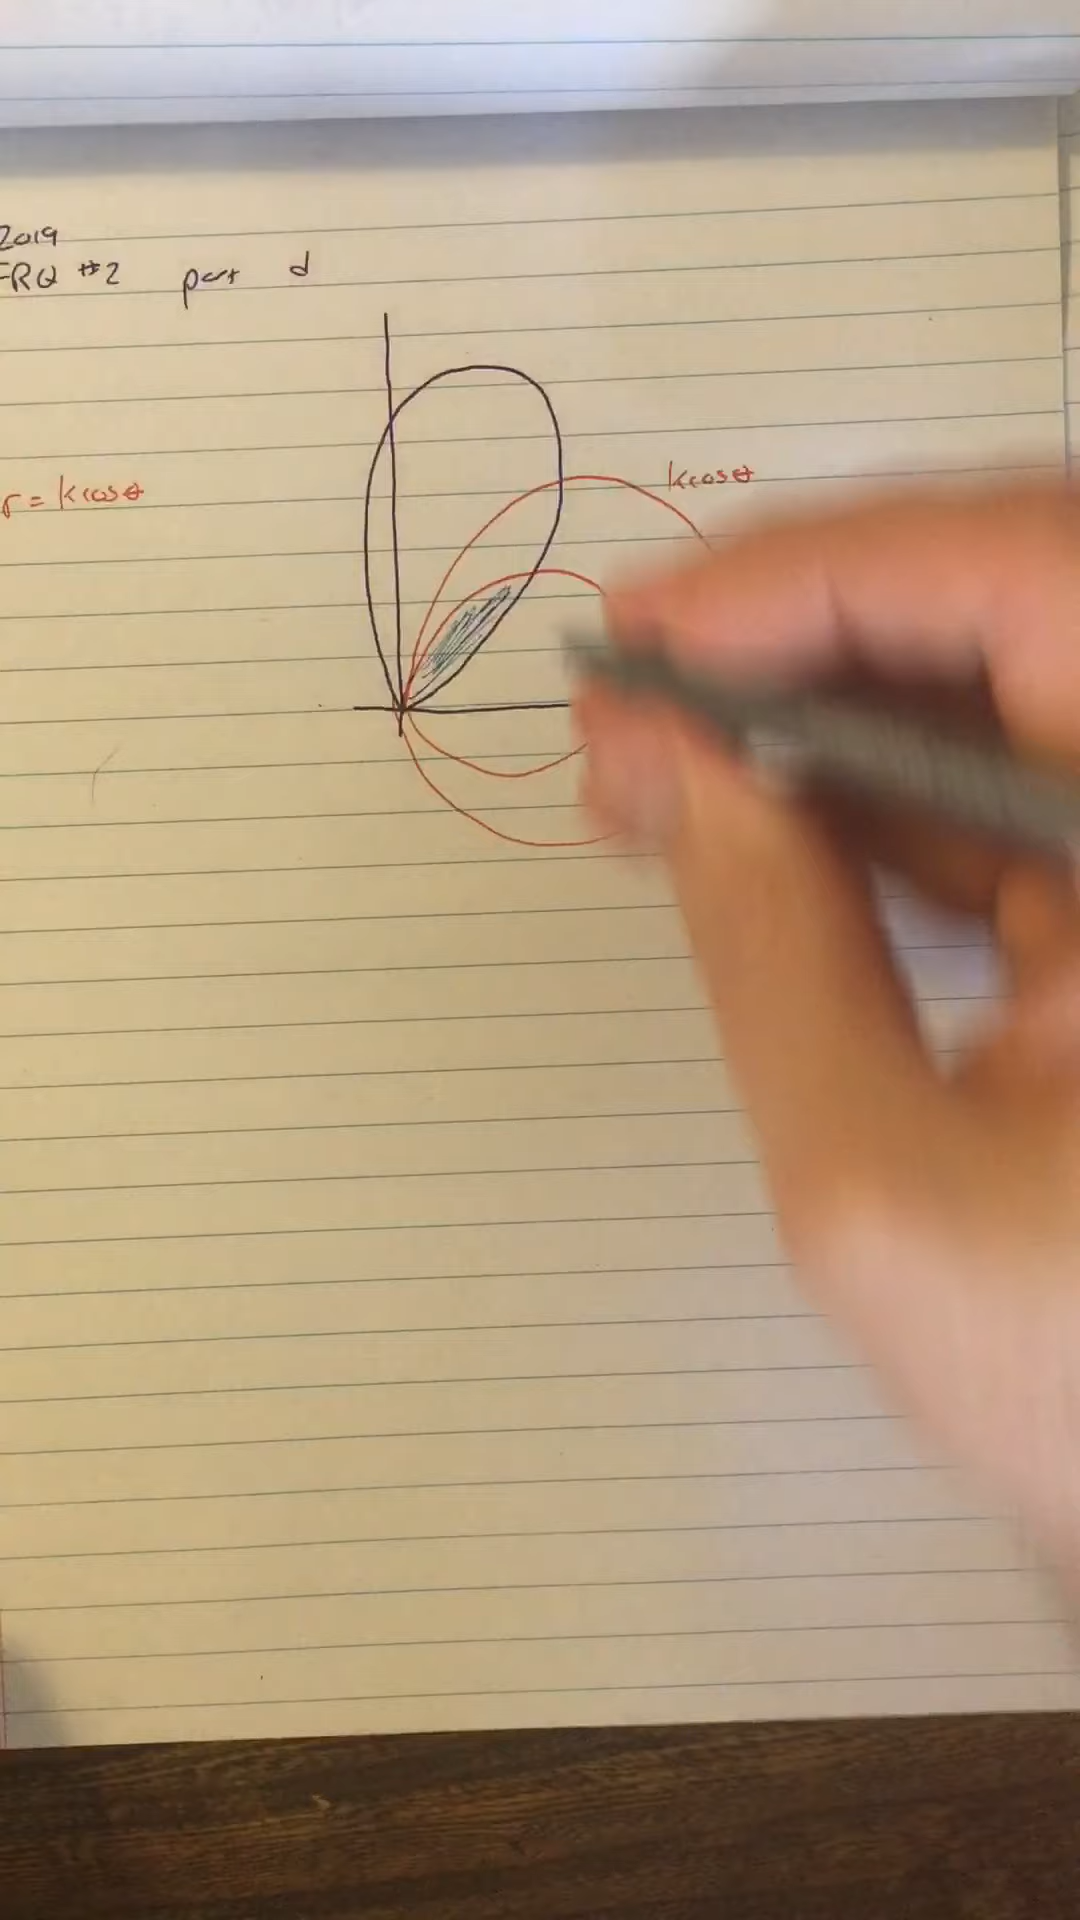 2019
FRQ #2 part d
r = kcosθ
kcosθ